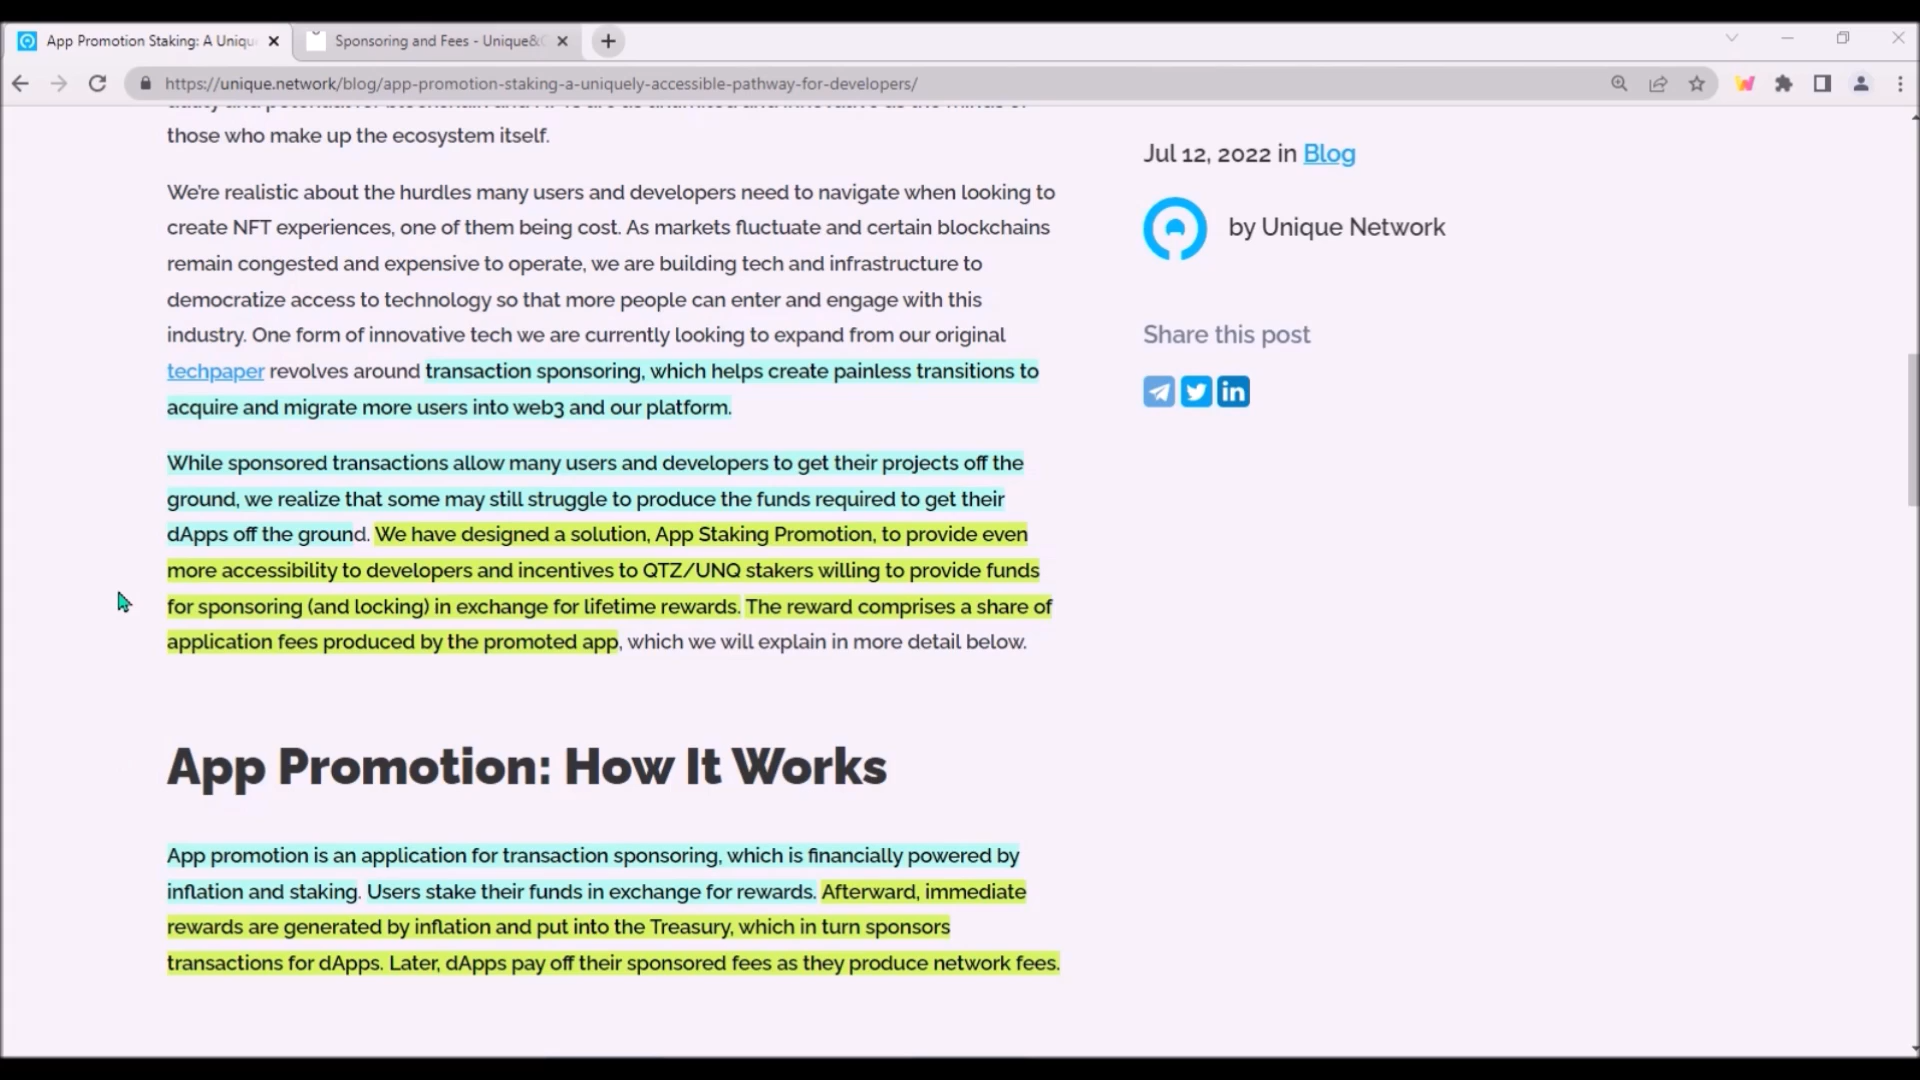 App Promotion Staking: A Uniqu
Sponsoring and Fees - Unique&
https://unique.network/blog/app-promotion-staking-a-uniquely-accessible-pathway-for-developers/
those who make up the ecosystem itself.
We're realistic about the hurdles many users and developers need to navigate when looking to
create NFT experiences, one of them being cost. As markets fluctuate and certain blockchains
remain congested and expensive to operate, we are building tech and infrastructure to
democratize access to technology so that more people can enter and engage with this
industry. One form of innovative tech we are currently looking to expand from our original
techpaper revolves around transaction sponsoring, which helps create painless transitions to
acquire and migrate more users into web3 and our platform.
While sponsored transactions allow many users and developers to get their projects off the
ground, we realize that some may still struggle to produce the funds required to get their
dApps off the ground. We have designed a solution, App Staking Promotion, to provide even
more accessibility to developers and incentives to QTZ/UNQ stakers willing to provide funds
for sponsoring (and locking) in exchange for lifetime rewards. The reward comprises a share of
application fees produced by the promoted app, which we will explain in more detail below.
App Promotion: How It Works
App promotion is an application for transaction sponsoring, which is financially powered by
inflation and staking. Users stake their funds in exchange for rewards. Afterward, immediate
rewards are generated by inflation and put into the Treasury, which in turn sponsors
transactions for dApps. Later, dApps pay off their sponsored fees as they produce network fees.
Jul 12, 2022 in Blog
by Unique Network
Share this post
in